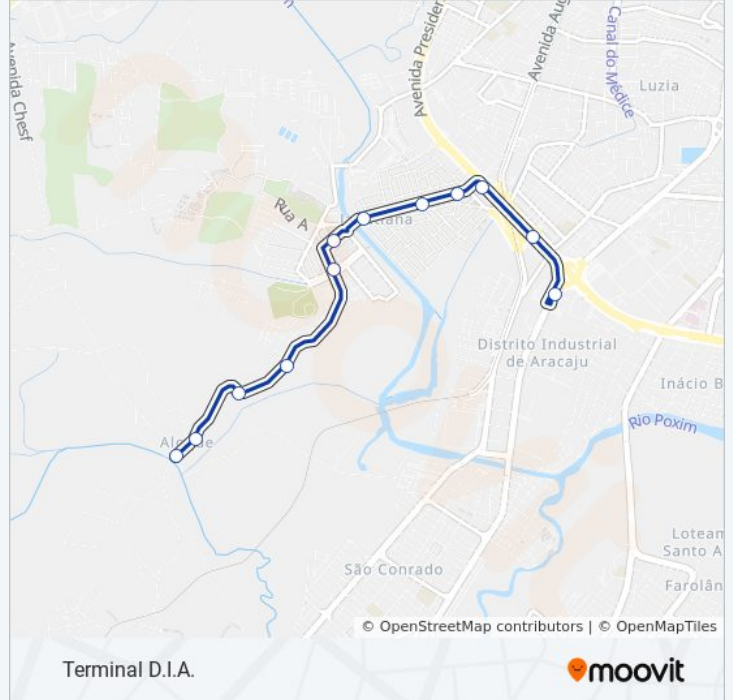 Avenida Chesf
Avenida Presiden
Avenida Aug
Canal do Médice
Luzia
Rua A
Distrito Industrial
de Aracaju
Inácio B
Rio Poxim
Loteam
Santo A
Farolân
São Conrado
© OpenStreetMap contributors | © OpenMapTiles
Terminal D.I.A.
moovit